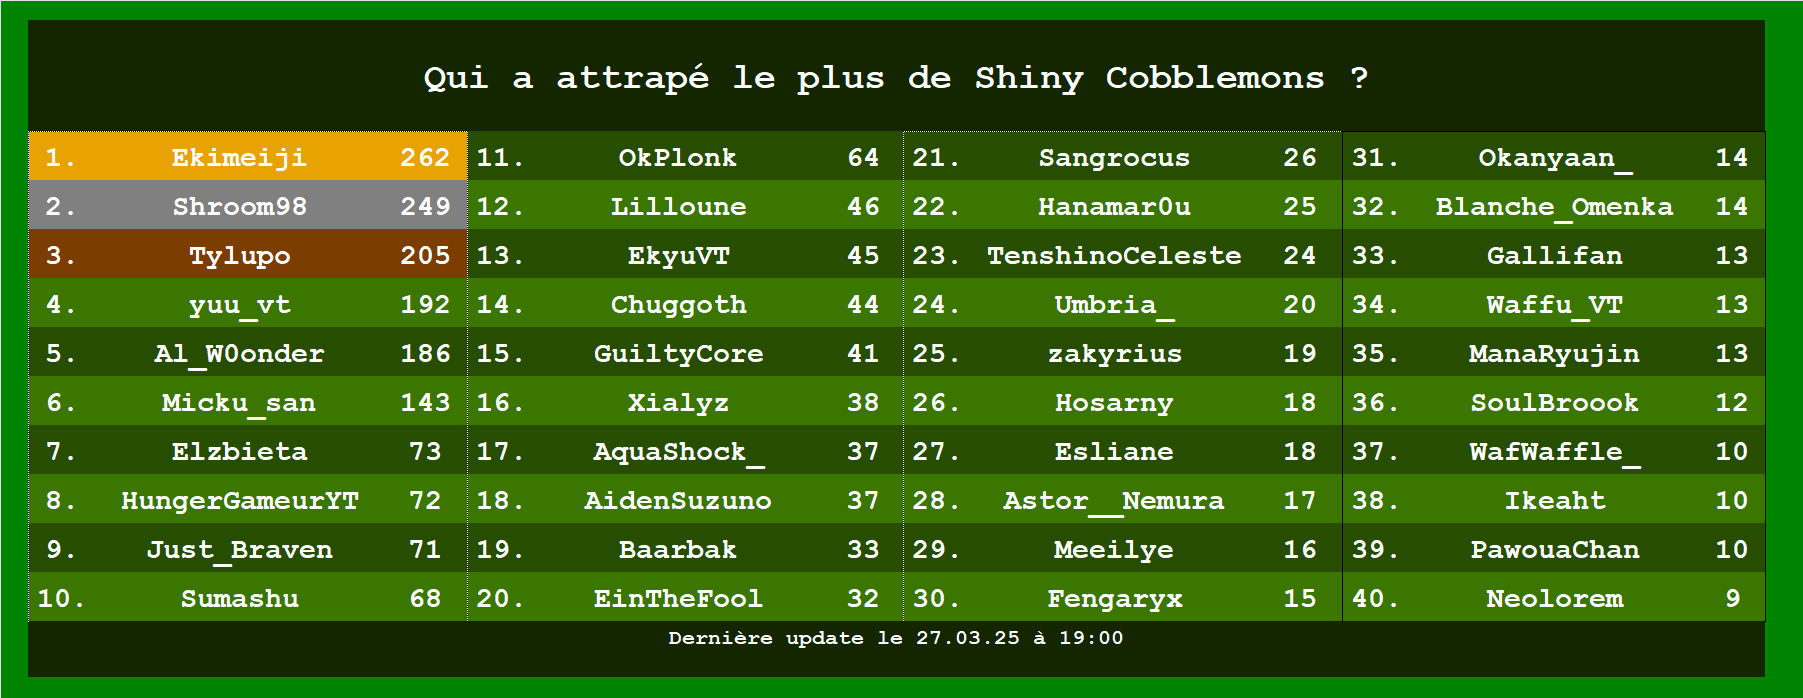 Qui a attrapé le plus de Shiny Cobblemons ?
1. Ekimeiji 262
2. Shroom98 249
3. Tylupo 205
4. yuu_vt 192
5. Al_W0onder 186
6. Micku_san 143
7. Elzbieta 73
8. HungerGameurYT 72
9. Just_Braven 71
10. Sumashu 68
11. OkPlonk 64
12. Lilloune 46
13. EkyuVT 45
14. Chuggoth 44
15. GuiltyCore 41
16. Xialyz 38
17. AquaShock_ 37
18. AidenSuzuno 37
19. Baarbak 33
20. EinTheFool 32
21. Sangrocus 26
22. Hanamar0u 25
23. TenshinoCeleste 24
24. Umbria_ 20
25. zakyrius 19
26. Hosarny 18
27. Esliane 18
28. Astor__Nemura 17
29. Meeilye 16
30. Fengaryx 15
31. Okanyaan_ 14
32. Blanche_Omenka 14
33. Gallifan 13
34. Waffu_VT 13
35. ManaRyujin 13
36. SoulBroook 12
37. WafWaffle_ 10
38. Ikeaht 10
39. PawouaChan 10
40. Neolorem 9
Dernière update le 27.03.25 à 19:00